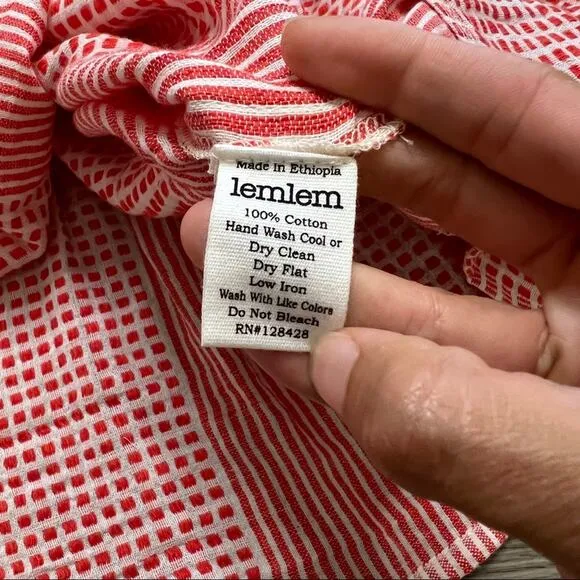 Made in Ethiopia
lemlem
100% Cotton
Hand Wash Cool or
Dry Clean
Dry Flat
Low Iron
Wash With Like Colors
Do Not Bleach
RN#128428